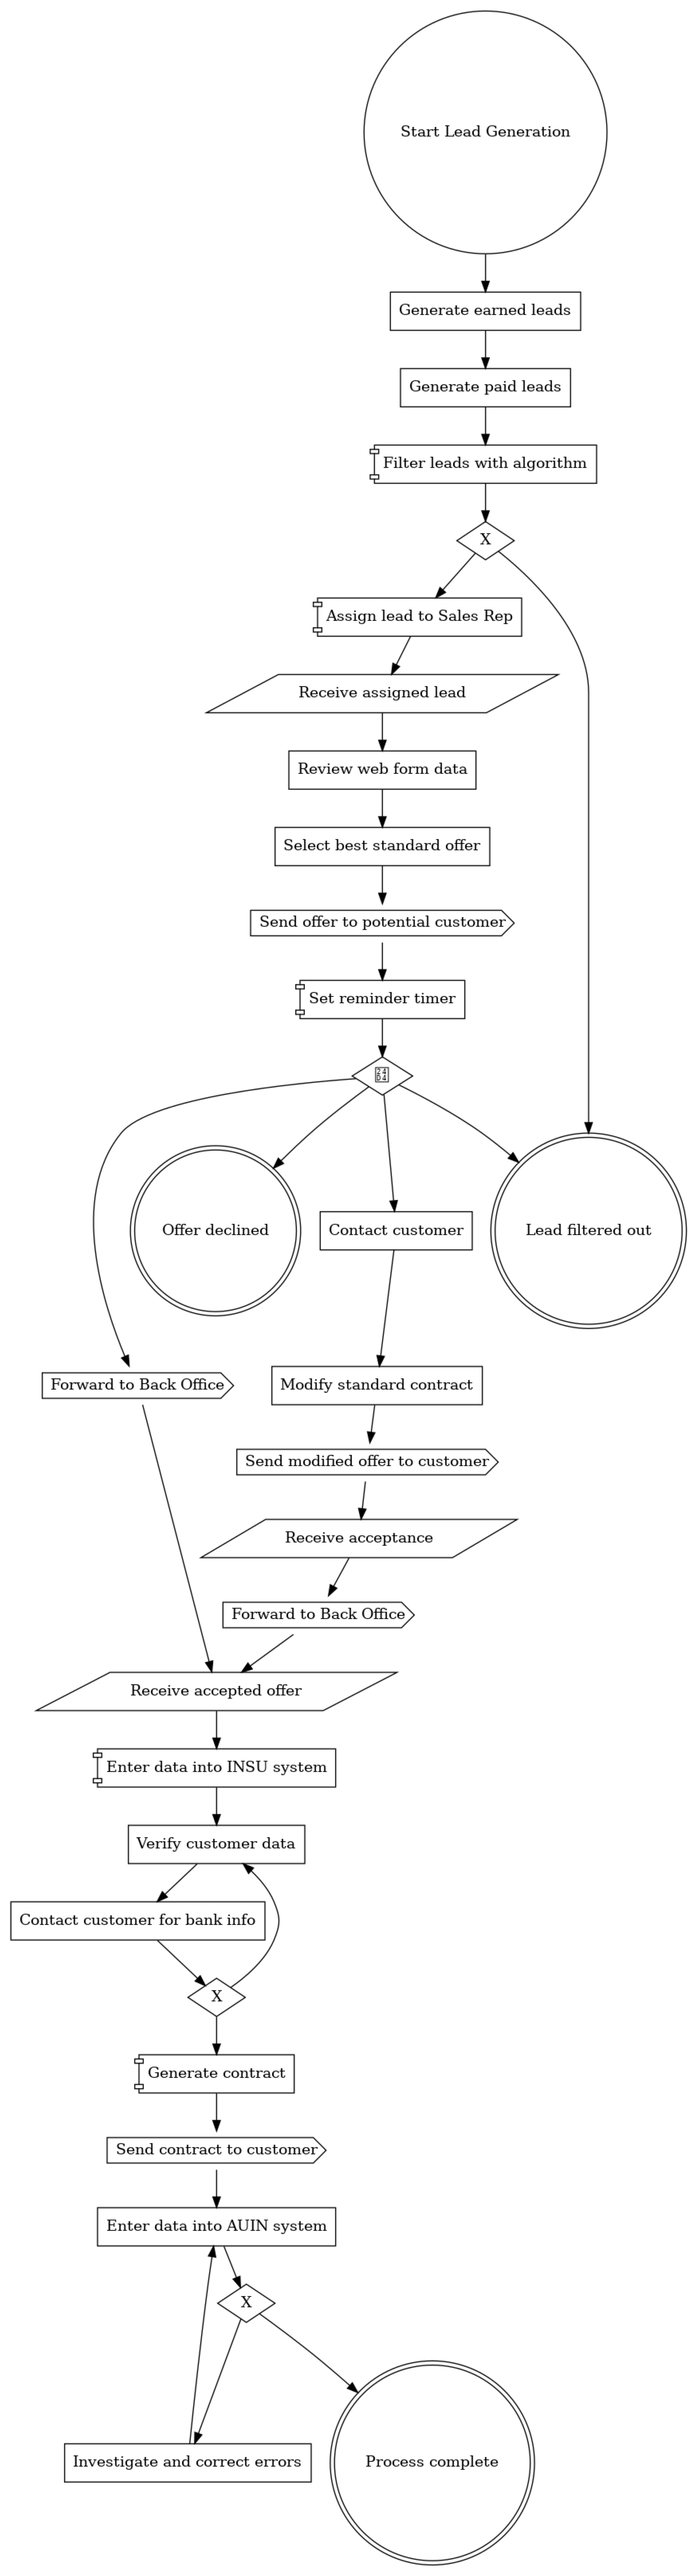 Start Lead Generation
Generate earned leads
Generate paid leads
Filter leads with algorithm
X
Assign lead to Sales Rep
Receive assigned lead
Review web form data
Select best standard offer
Send offer to potential customer
Set reminder timer
Offer declined
Contact customer
Lead filtered out
Forward to Back Office
Modify standard contract
Send modified offer to customer
Receive acceptance
Forward to Back Office
Receive accepted offer
Enter data into INSU system
Verify customer data
Contact customer for bank info
X
Generate contract
Send contract to customer
Enter data into AUIN system
X
Investigate and correct errors
Process complete